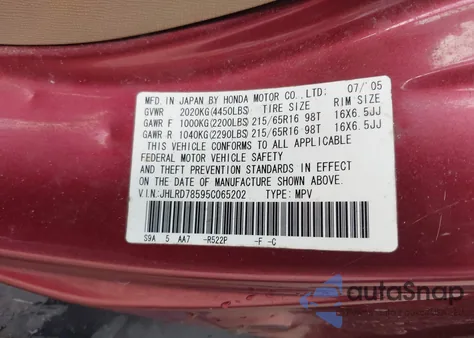 MFD. IN JAPAN BY HONDA MOTOR CO.,LTD: 07/'05
GVWR 2020KG(4450LBS) TIRE SIZE RIM SIZE
GAWR F 1000KG(2200LBS) 215/65R16 98T 16X6.5JJ
GAWR R 1040KG(2290LBS) 215/65R16 98T 16X6.5JJ
THIS VEHICLE CONFORMS TO ALL APPLICABLE
FEDERAL MOTOR VEHICLE SAFETY
AND THEFT PREVENTION STANDARDS IN EFFECT
ON THE DATE OF MANUFACTURE SHOWN ABOVE.
V.I.N.:JHLRD78595C065202 TYPE: MPV
S9A 5 AA7 -R522P -F -C
autoSnap